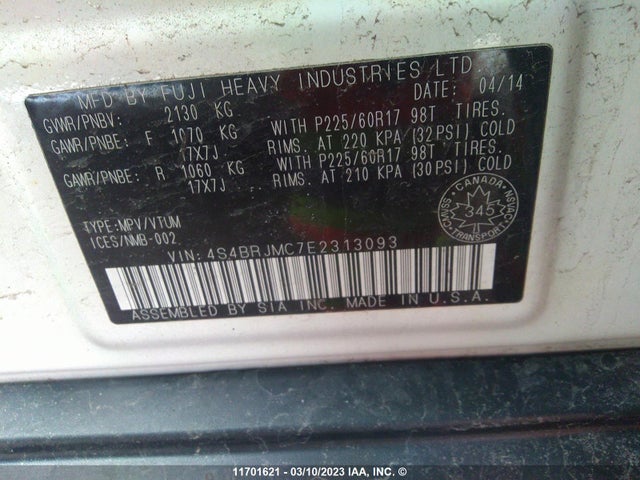 MFD BY FUJI HEAVY INDUSTRIES LTD. DATE: 04/14
GVWR/PNBV: 2130 KG
GAWR/PNBE: F 1070 KG WITH P225/60R17 98T TIRES.
17X7J RIMS. AT 220 KPA (32PSI) COLD
GAWR/PNBE: R 1060 KG WITH P225/60R17 98T TIRES.
17X7J RIMS. AT 210 KPA (30PSI) COLD
CANADA
345
TRANSPORT
TYPE:MPV/VTUM
ICES/NMB-002
VIN: 4S4BRJMC7E2313093
ASSEMBLED BY SIA INC. MADE IN U.S.A.
11701621 - 03/10/2023 IAA, INC. ©